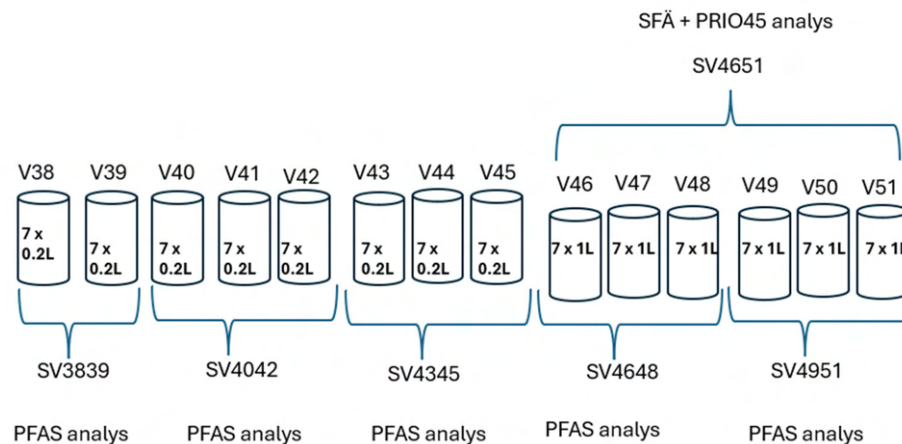 SFÄ + PRIO45 analys
SV4651
V38 V39 V40 V41 V42 V43 V44 V45 V46 V47 V48 V49 V50 V51
7 x 7 x 7 x 7 x 7 x 7 x 7 x 7 x 7 x 1L 7 x 1L 7 x 1L 7 x 1L 7 x 1L 7 x 1L
0.2L 0.2L 0.2L 0.2L 0.2L 0.2L 0.2L 0.2L
SV3839 SV4042 SV4345 SV4648 SV4951
PFAS analys PFAS analys PFAS analys PFAS analys PFAS analys